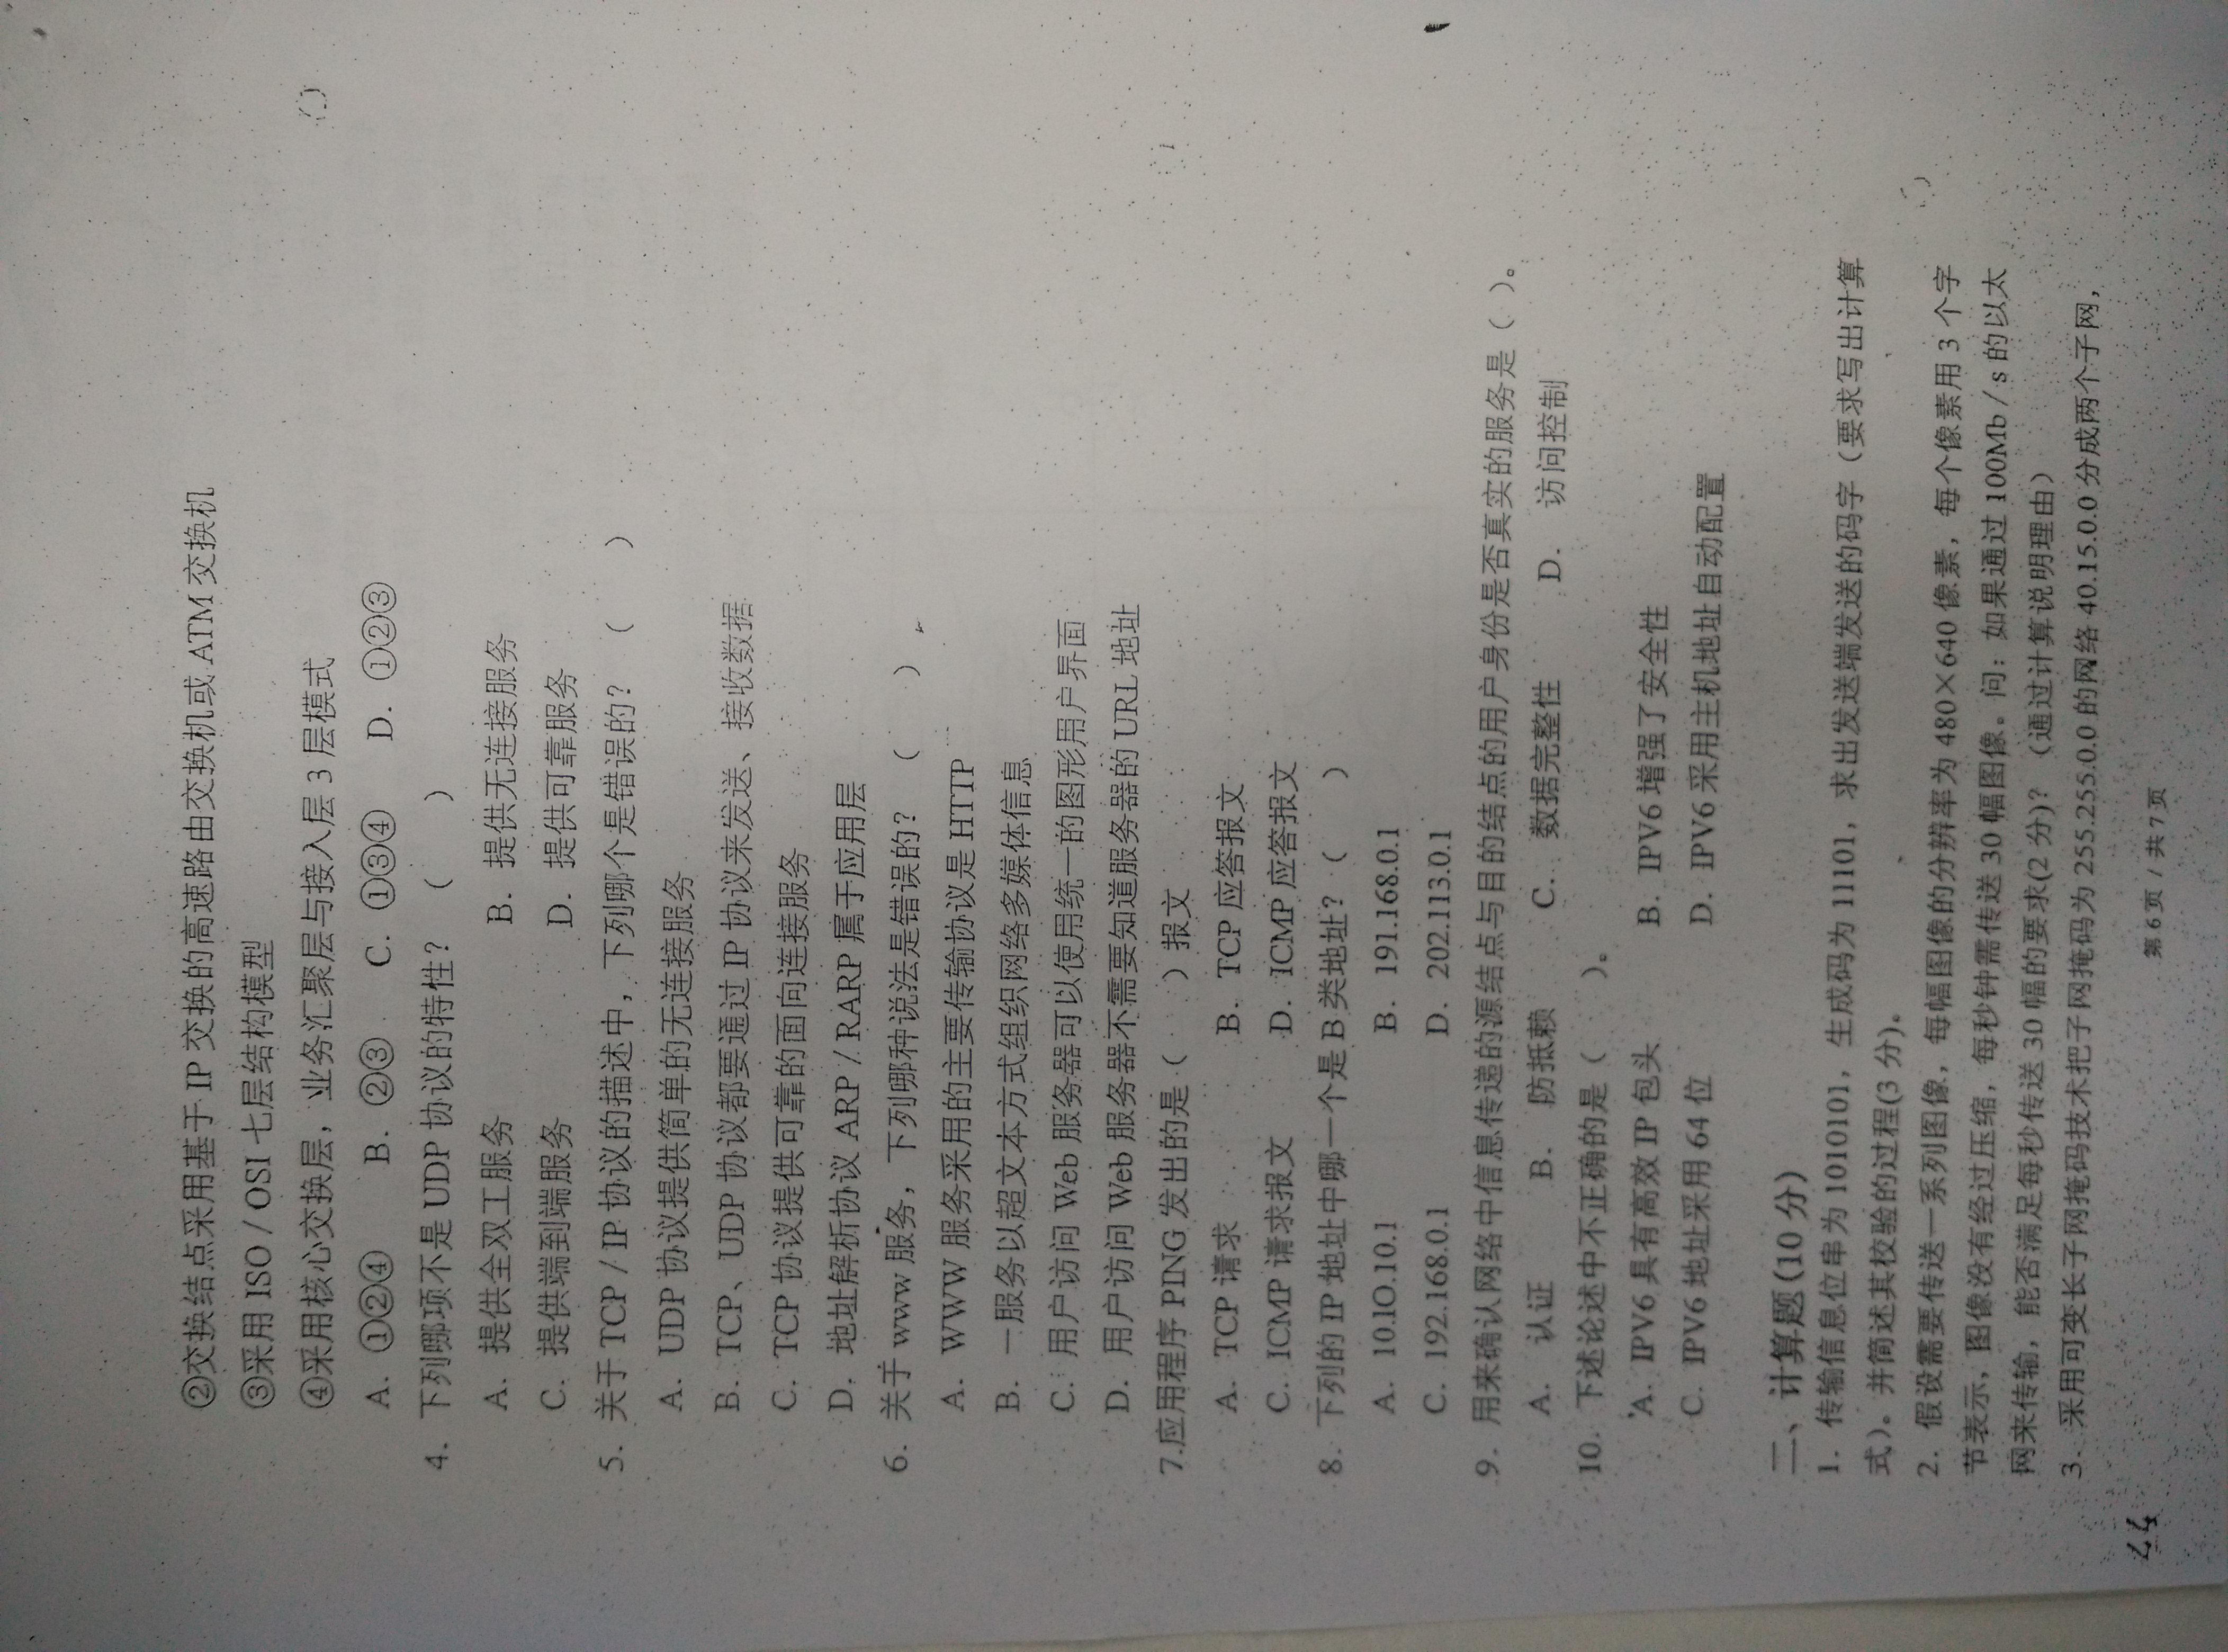 ②交换结点采用基于 IP 交换的高速路由交换机或 ATM 交换机
③采用 ISO / OSI 七层结构模型
④采用核心交换层，业务汇聚层与接入层 3 层模式
A. ①②④ B. ②③ C. ①③④ D. ①②③
4. 下列哪项不是 UDP 协议的特性？（ ）
A. 提供全双工服务 B. 提供无连接服务
C. 提供端到端服务 D. 提供可靠服务
5. 关于 TCP / IP 协议的描述中，下列哪个是错误的？（ ）
A. UDP 协议提供简单的无连接服务
B. TCP、UDP 协议都要通过 IP 协议来发送、接收数据
C. TCP 协议提供可靠的面向连接服务
D. 地址解析协议 ARP / RARP 属于应用层
6. 关于 www 服务，下列哪种说法是错误的？（ ）
A. WWW 服务采用的主要传输协议是 HTTP
B. 一服务以超文本方式组织网络多媒体信息
C. 用户访问 Web 服务器可以使用统一的图形用户界面
D. 用户访问 Web 服务器不需要知道服务器的 URL 地址
7.应用程序 PING 发出的是（ ）报文
A. TCP 请求 B. TCP 应答报文
C. ICMP 请求报文 D. ICMP 应答报文
8. 下列的 IP 地址中哪一个是 B 类地址？（ ）
A. 10.1O.10.1 B. 191.168.0.1
C. 192.168.0.1 D. 202.113.0.1
9. 用来确认网络中信息传递的源结点与目的结点的用户身份是否真实的服务是（ ）。
A. 认证 B. 防抵赖 C. 数据完整性 D. 访问控制
10. 下述论述中不正确的是（ ）。
A. IPV6 具有高效 IP 包头 B. IPV6 增强了安全性
C. IPV6 地址采用 64 位 D. IPV6 采用主机地址自动配置
二、计算题(10 分)
1. 传输信息位串为 1010101，生成码为 11101，求出发送端发送的码字（要求写出计算
式）。并简述其校验的过程(3 分)。
2. 假设需要传送一系列图像，每幅图像的分辨率为 480×640 像素，每个像素用 3 个字
节表示，图像没有经过压缩，每秒钟需传送 30 幅图像。问：如果通过 100Mb / s 的以太
网来传输，能否满足每秒传送 30 幅的要求(2 分)？（通过计算说明理由）
3. 采用可变长子网掩码技术把子网掩码为 255.255.0.0 的网络 40.15.0.0 分成两个子网，
第 6 页 / 共 7 页
44